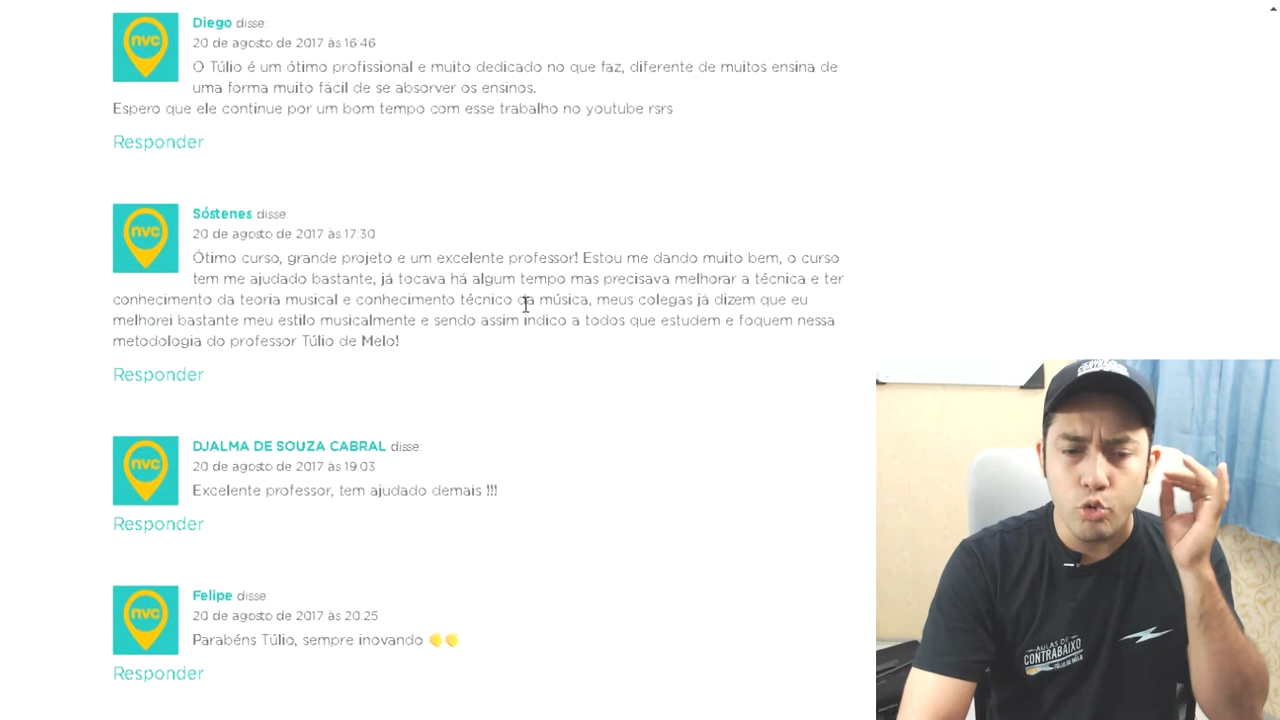 nvc
Diego disse:
20 de agosto de 2017 às 16:46
O Túlio é um ótimo profissional e muito dedicado no que faz, diferente de muitos ensina de
uma forma muito fácil de se absorver os ensinos.
Espero que ele continue por um bom tempo com esse trabalho no youtube rsrs
Responder
nvc
Sóstenes disse:
20 de agosto de 2017 às 17:30
Ótimo curso, grande projeto e um excelente professor! Estou me dando muito bem, o curso
tem me ajudado bastante, já tocava há algum tempo mas precisava melhorar a técnica e ter
conhecimento da teoria musical e conhecimento técnico da música, meus colegas já dizem que eu
melhorei bastante meu estilo musicalmente e sendo assim indico a todos que estudem e foquem nessa
metodologia do professor Túlio de Melo!
Responder
nvc
DJALMA DE SOUZA CABRAL disse:
20 de agosto de 2017 às 19:03
Excelente professor, tem ajudado demais !!!
Responder
nvc
Felipe disse:
20 de agosto de 2017 às 20:25
Parabéns Túlio, sempre inovando 👏👏
Responder
AULAS DE
CONTRABAIXO
TÚLIO DE MELO